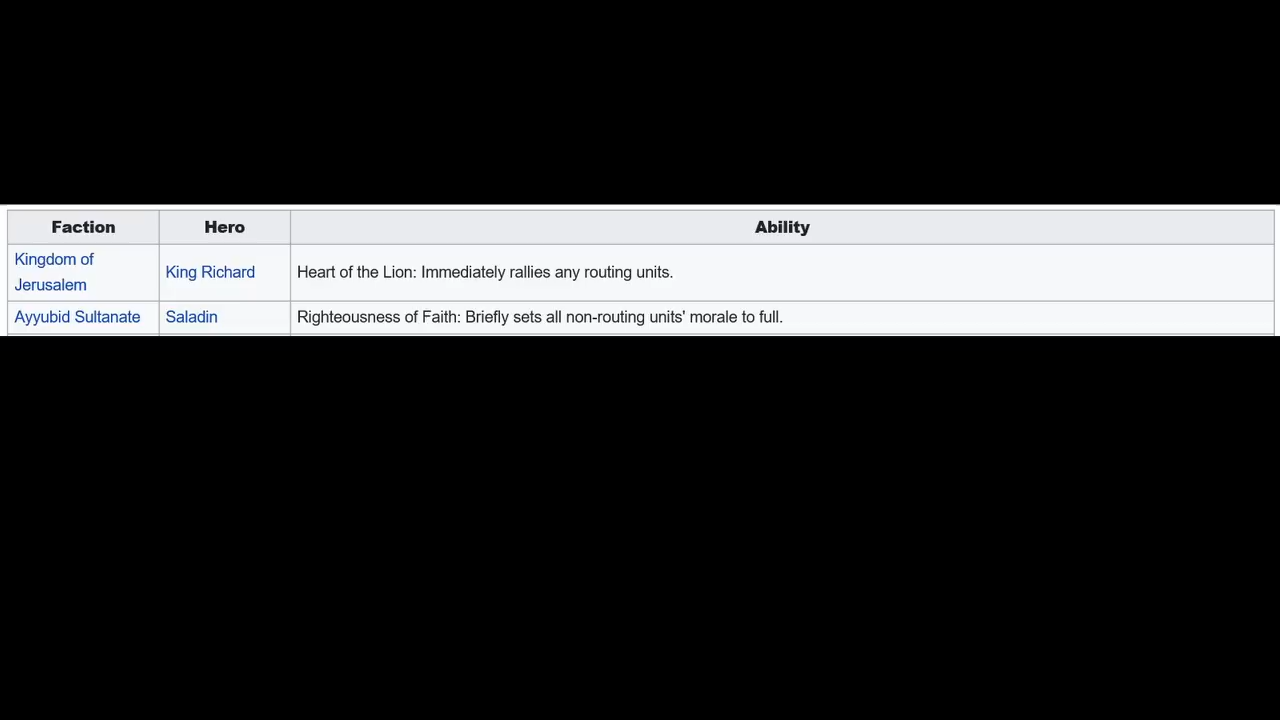 Faction Hero Ability
Kingdom of
Jerusalem
King Richard
Heart of the Lion: Immediately rallies any routing units.
Ayyubid Sultanate Saladin Righteousness of Faith: Briefly sets all non-routing units' morale to full.